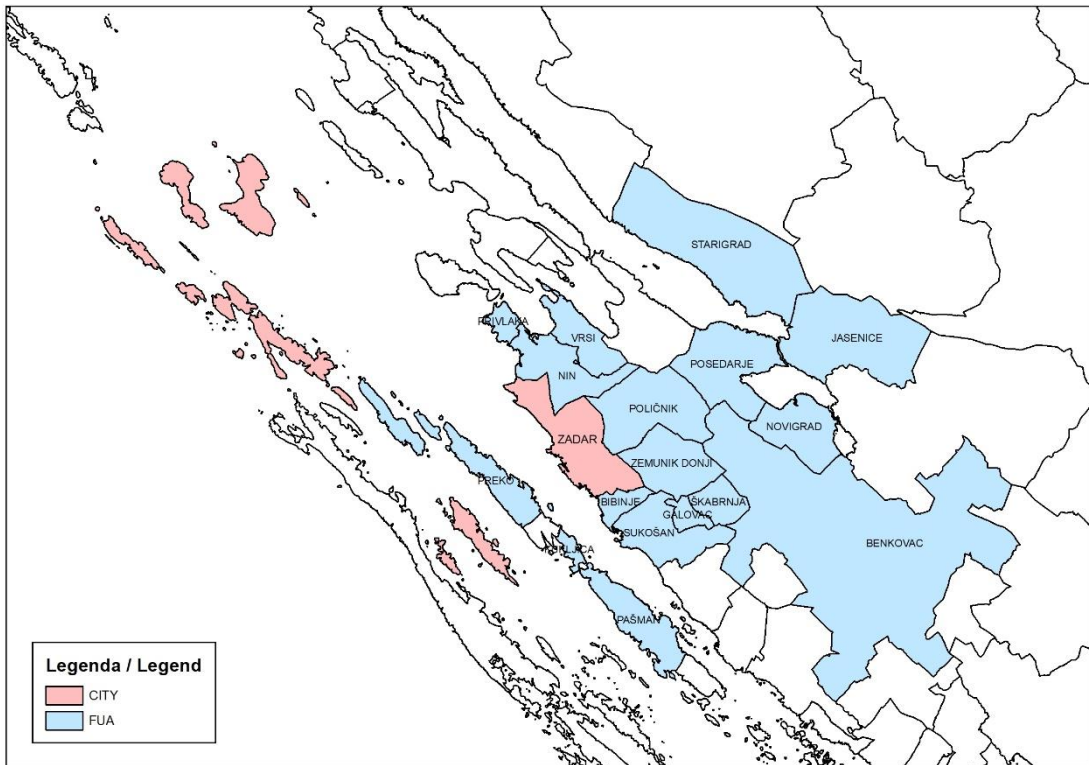 STARIGRAD
PRIVLAKA
VRSI
JASENICE
POSEDARJE
NIN
POLIČNIK
NOVIGRAD
ZADAR
ZEMUNIK DONJI
PREKO
BIBINJE
ŠKABRNJA
GALOVAC
SUKOŠAN
BENKOVAC
KUKLJICA
PAŠMAN
Legenda / Legend
CITY
FUA